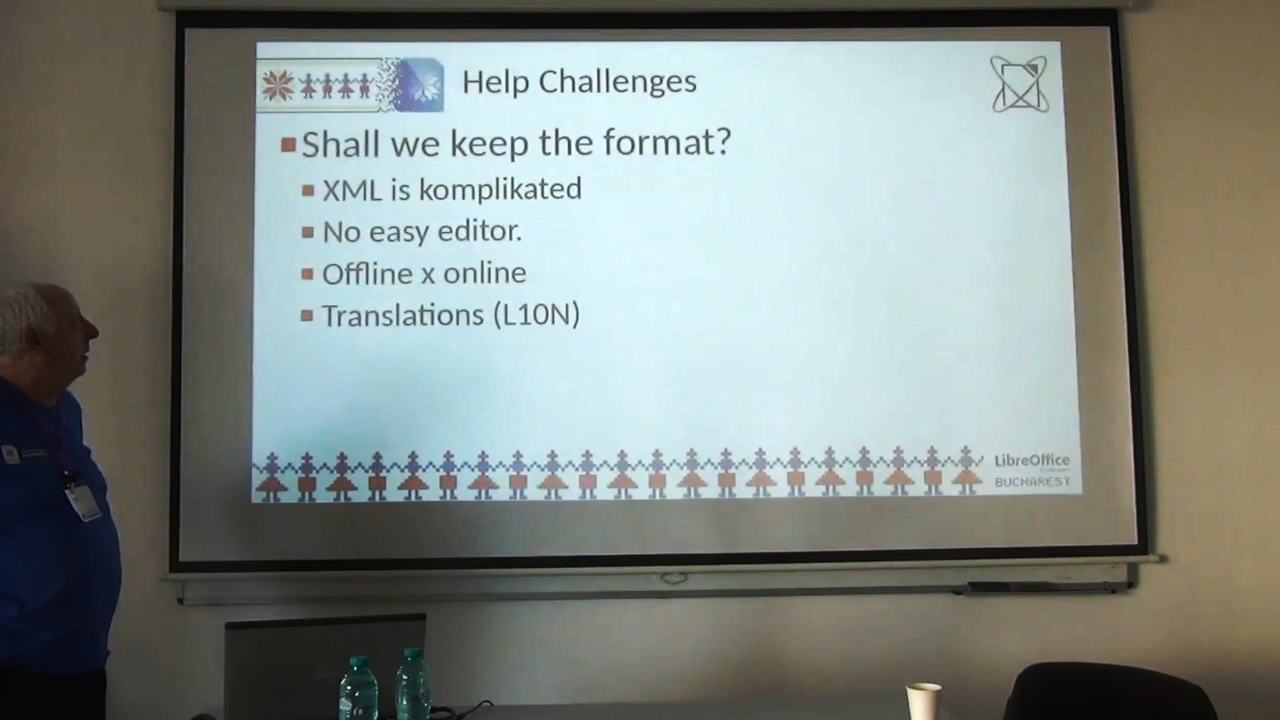 Help Challenges
Shall we keep the format?
XML is komplikated
No easy editor.
Offline x online
Translations (L10N)
LibreOffice
BUCHAREST